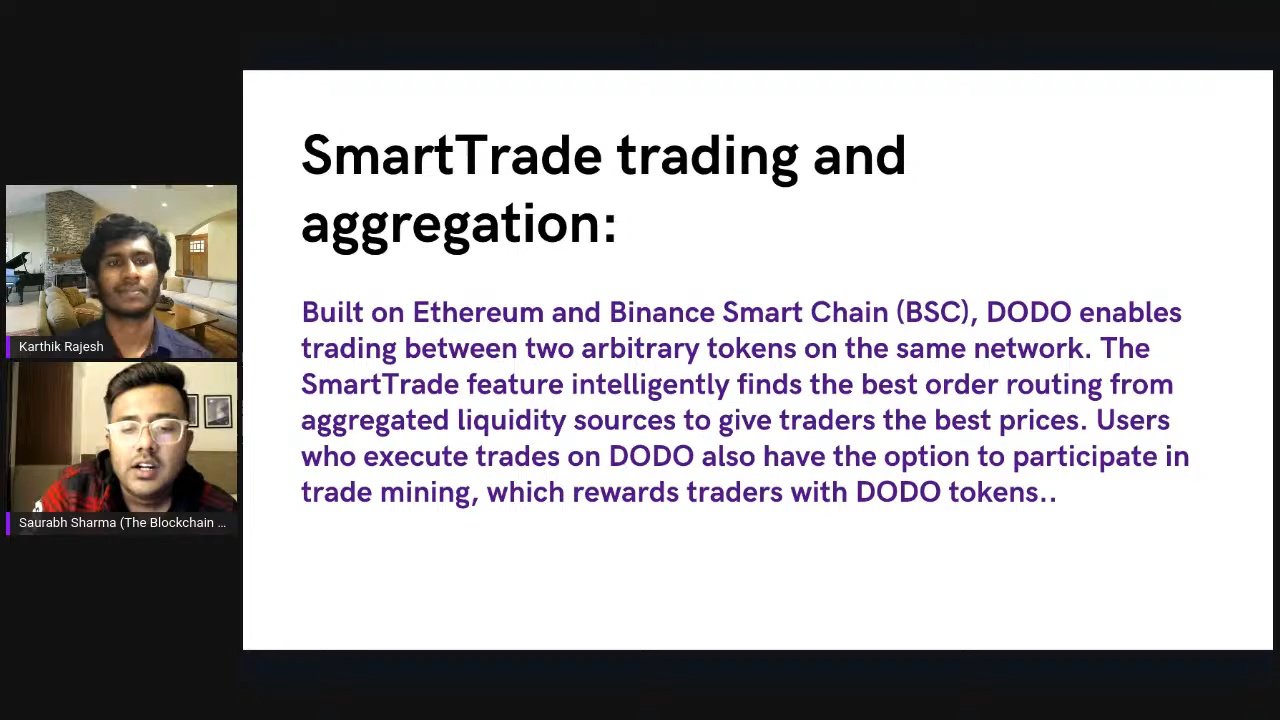 SmartTrade trading and
aggregation:
Built on Ethereum and Binance Smart Chain (BSC), DODO enables
trading between two arbitrary tokens on the same network. The
SmartTrade feature intelligently finds the best order routing from
aggregated liquidity sources to give traders the best prices. Users
who execute trades on DODO also have the option to participate in
trade mining, which rewards traders with DODO tokens..
Karthik Rajesh
Saurabh Sharma (The Blockchain ...